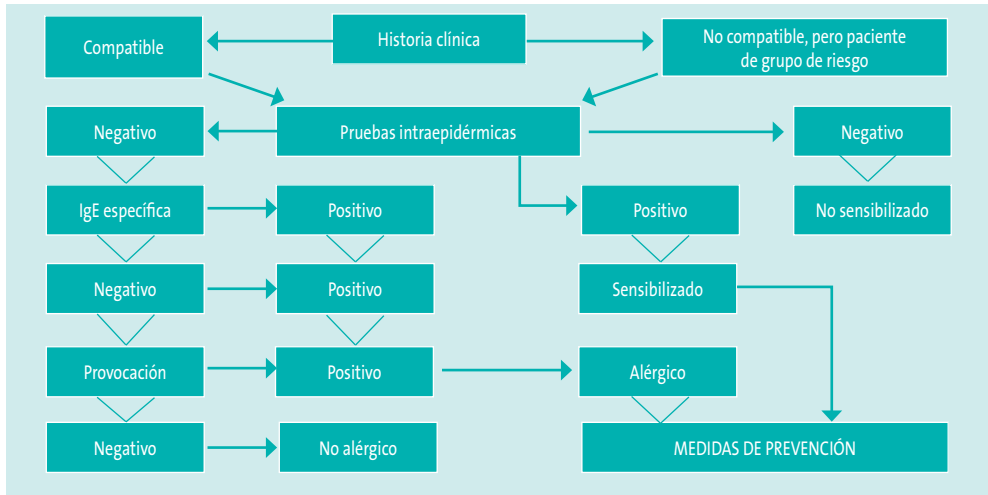 Compatible
Historia clínica
No compatible, pero paciente
de grupo de riesgo
Negativo
Pruebas intraepidérmicas
Negativo
IgE específica
Positivo
Positivo
No sensibilizado
Negativo
Positivo
Sensibilizado
Provocación
Positivo
Alérgico
Negativo
No alérgico
MEDIDAS DE PREVENCIÓN